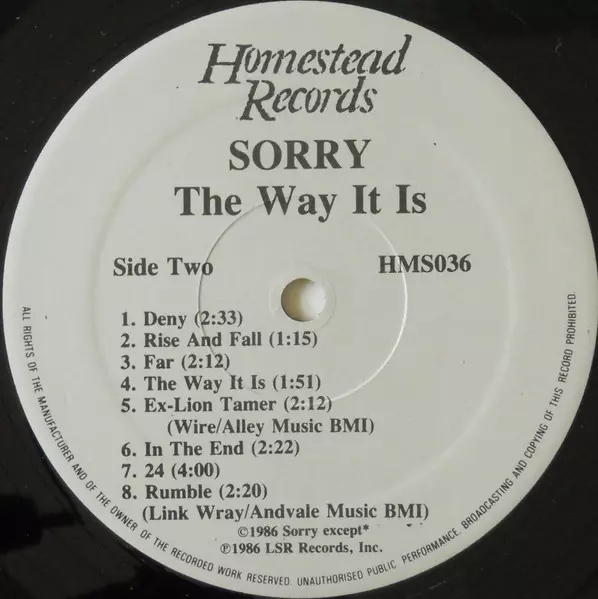 Homestead
Records
SORRY
The Way It Is
Side Two
HMS036
1. Deny (2:33)
2. Rise And Fall (1:15)
3. Far (2:12)
4. The Way It Is (1:51)
5. Ex-Lion Tamer (2:12)
(Wire/Alley Music BMI)
6. In The End (2:22)
7. 24 (4:00)
8. Rumble (2:20)
(Link Wray/Andvale Music BMI)
©1986 Sorry except*
℗1986 LSR Records, Inc.
ALL RIGHTS OF THE MANUFACTURER AND OF THE OWNER OF THE RECORDED WORK RESERVED. UNAUTHORISED PUBLIC PERFORMANCE, BROADCASTING AND COPYING OF THIS RECORD PROHIBITED.